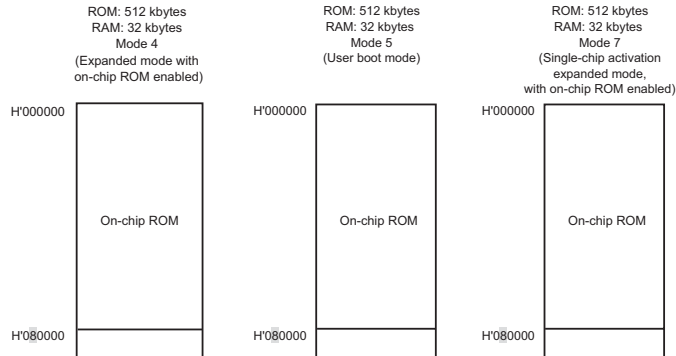 ROM: 512 kbytes
RAM: 32 kbytes
Mode 4
(Expanded mode with
on-chip ROM enabled)
H'000000
On-chip ROM
H'080000
ROM: 512 kbytes
RAM: 32 kbytes
Mode 5
(User boot mode)
H'000000
On-chip ROM
H'080000
ROM: 512 kbytes
RAM: 32 kbytes
Mode 7
(Single-chip activation
expanded mode,
with on-chip ROM enabled)
H'000000
On-chip ROM
H'080000